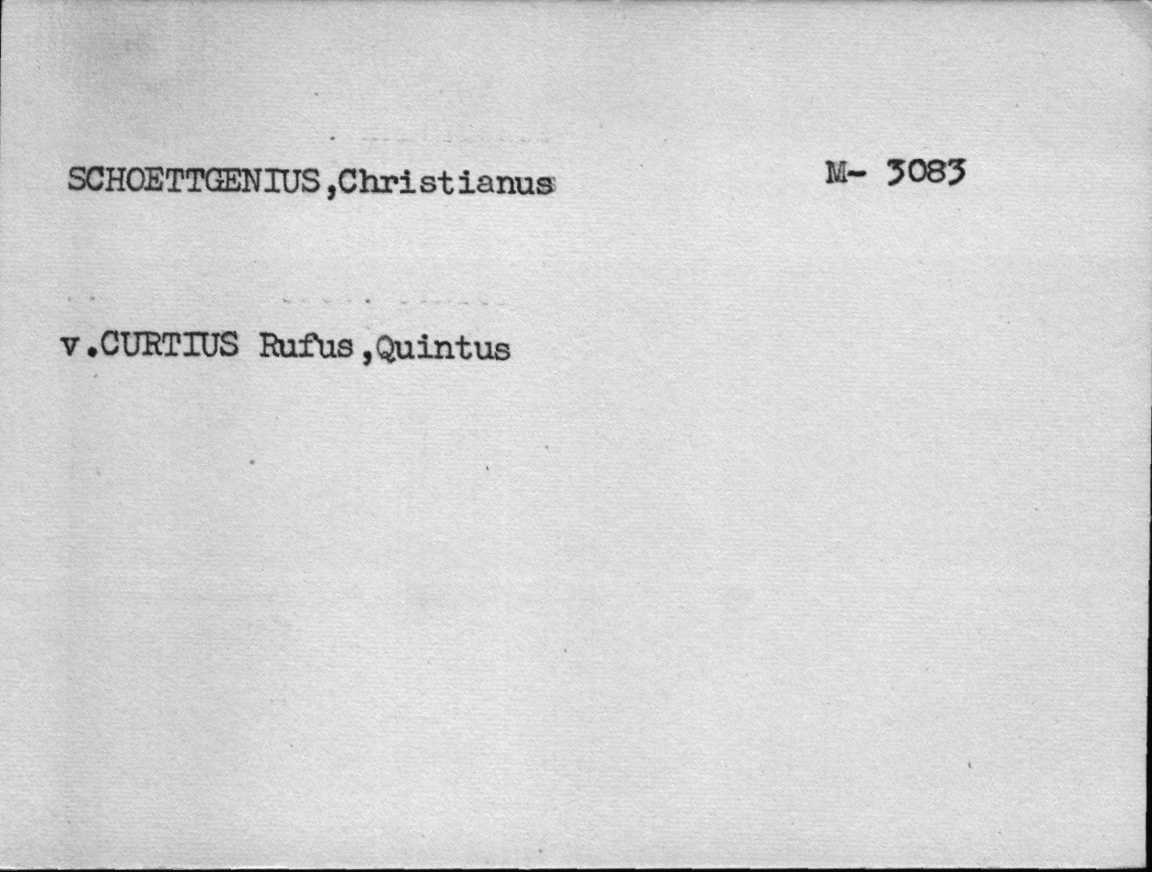 SCHOETTGENIUS,Christianus M- 3083
v.CURTIUS Rufus,Quintus